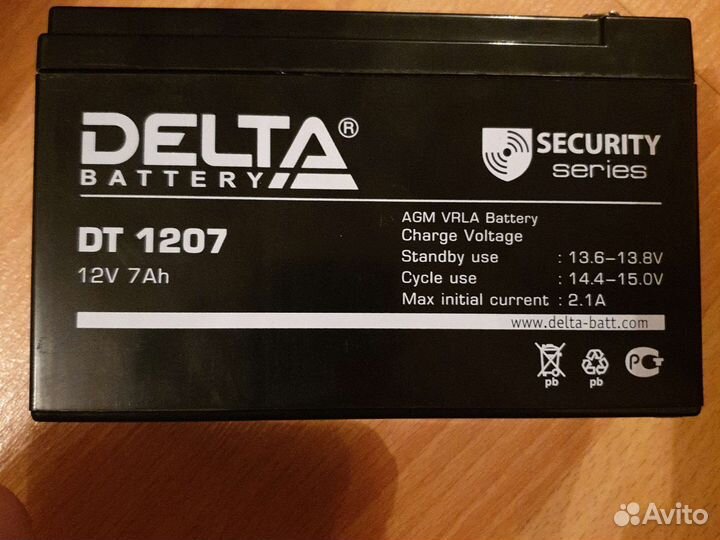 DELTA®
BATTERY
SECURITY
series
DT 1207
12V 7Ah
AGM VRLA Battery
Charge Voltage
Standby use : 13.6–13.8V
Cycle use : 14.4–15.0V
Max initial current : 2.1A
www.delta-batt.com
pb pb
РСТ
Avito